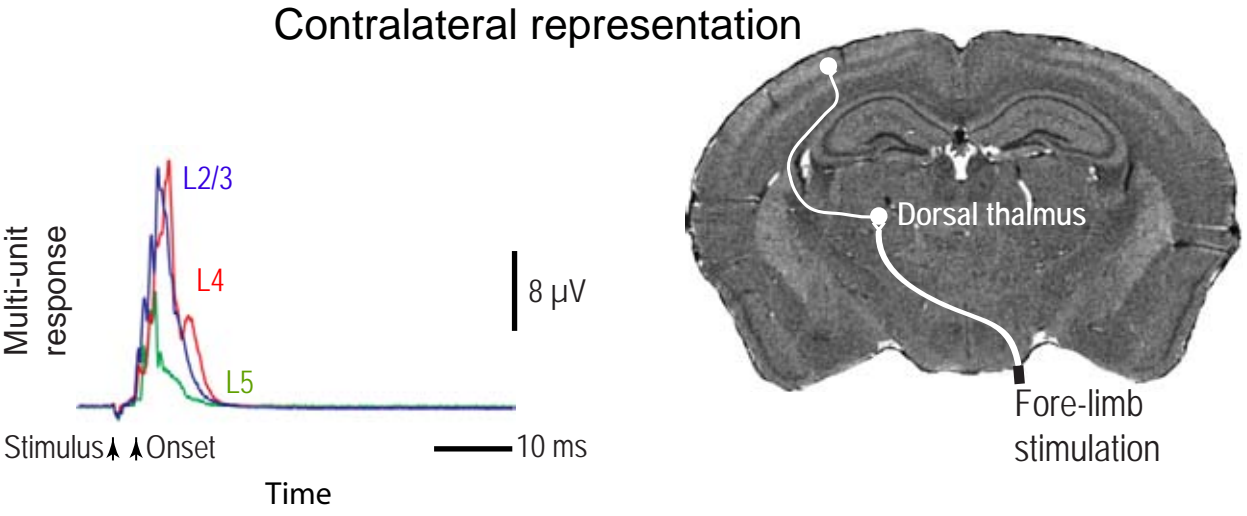 Contralateral representation
Multi-unit
response
L2/3
L4
L5
8 µV
Stimulus
Onset
10 ms
Time
Dorsal thalmus
Fore-limb
stimulation